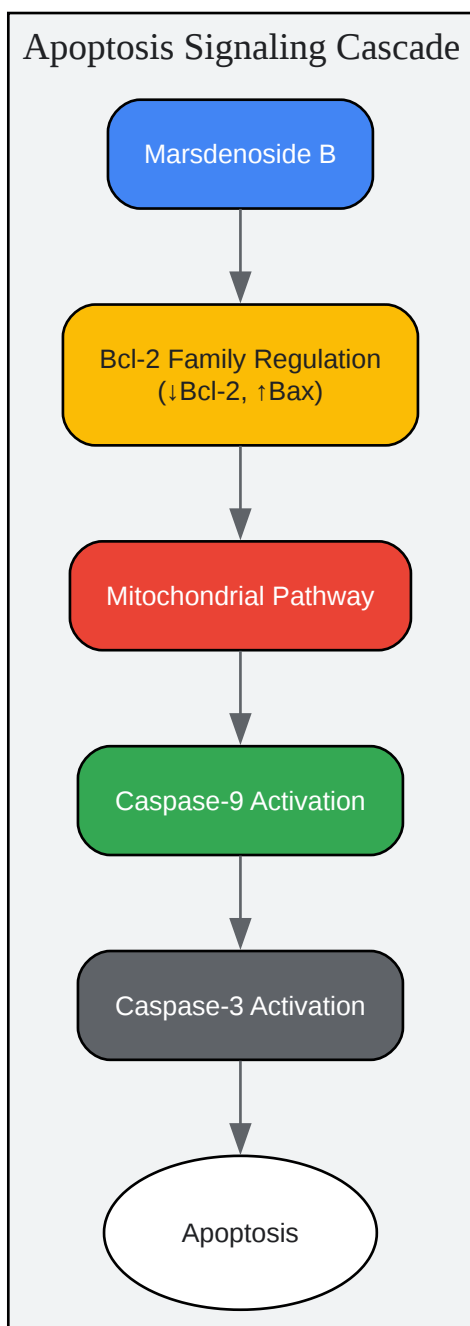 Apoptosis Signaling Cascade
Marsdenoside B
Bcl-2 Family Regulation
(↓Bcl-2, ↑Bax)
Mitochondrial Pathway
Caspase-9 Activation
Caspase-3 Activation
Apoptosis